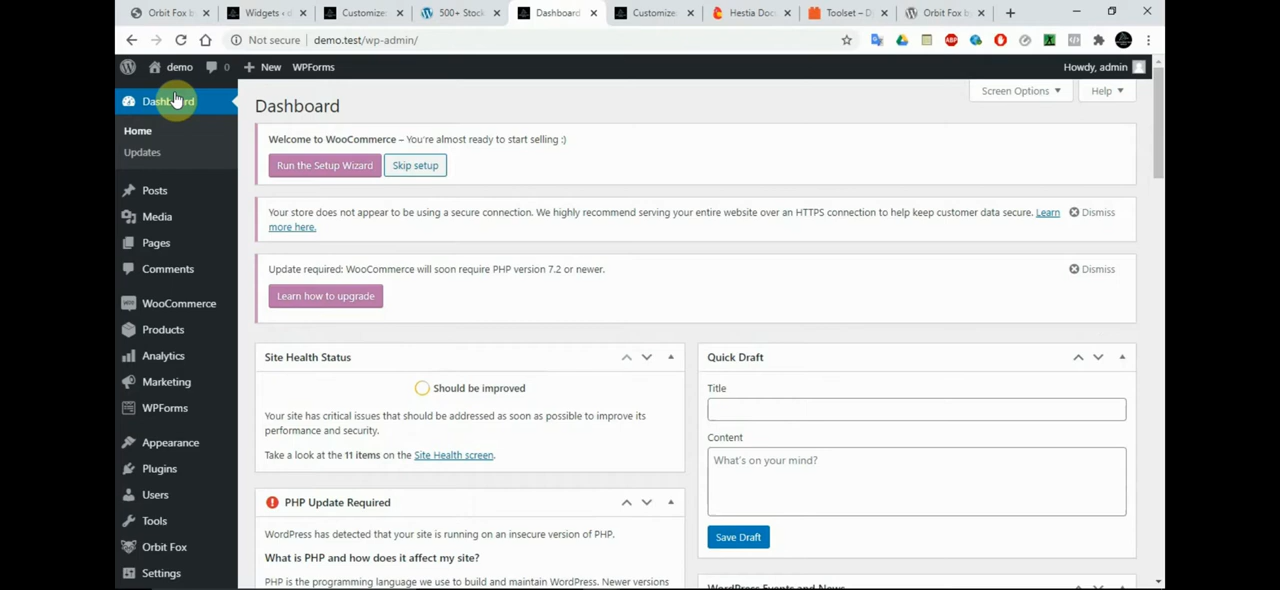 Orbit Fox b
Widgets ‹ d
Customize
500+ Stock
Dashboard
Customize
Hestia Doc
Toolset – D
Orbit Fox b
Not secure
demo.test/wp-admin/
demo
0
New
WPForms
Howdy, admin
Dashboard
Home
Updates
Posts
Media
Pages
Comments
WooCommerce
Products
Analytics
Marketing
WPForms
Appearance
Plugins
Users
Tools
Orbit Fox
Settings
Dashboard
Screen Options
Help
Welcome to WooCommerce – You're almost ready to start selling :)
Run the Setup Wizard
Skip setup
Your store does not appear to be using a secure connection. We highly recommend serving your entire website over an HTTPS connection to help keep customer data secure. Learn
more here.
Dismiss
Update required: WooCommerce will soon require PHP version 7.2 or newer.
Dismiss
Learn how to upgrade
Site Health Status
Should be improved
Your site has critical issues that should be addressed as soon as possible to improve its
performance and security.
Take a look at the 11 items on the Site Health screen.
PHP Update Required
WordPress has detected that your site is running on an insecure version of PHP.
What is PHP and how does it affect my site?
PHP is the programming language we use to build and maintain WordPress. Newer versions
Quick Draft
Title
Content
What's on your mind?
Save Draft
WordPress Events and News